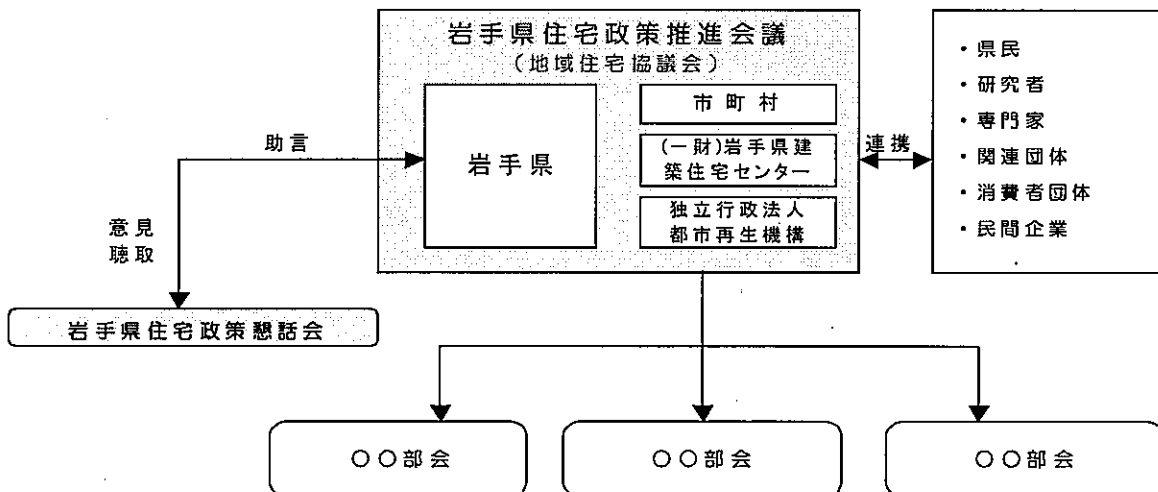 岩手県住宅政策推進会議
(地域住宅協議会)
岩手県
市町村
(一財)岩手県建
築住宅センター
独立行政法人
都市再生機構
助言
意見
聴取
連携
・県民
・研究者
・専門家
・関連団体
・消費者団体
・民間企業
岩手県住宅政策懇話会
○○部会
○○部会
○○部会